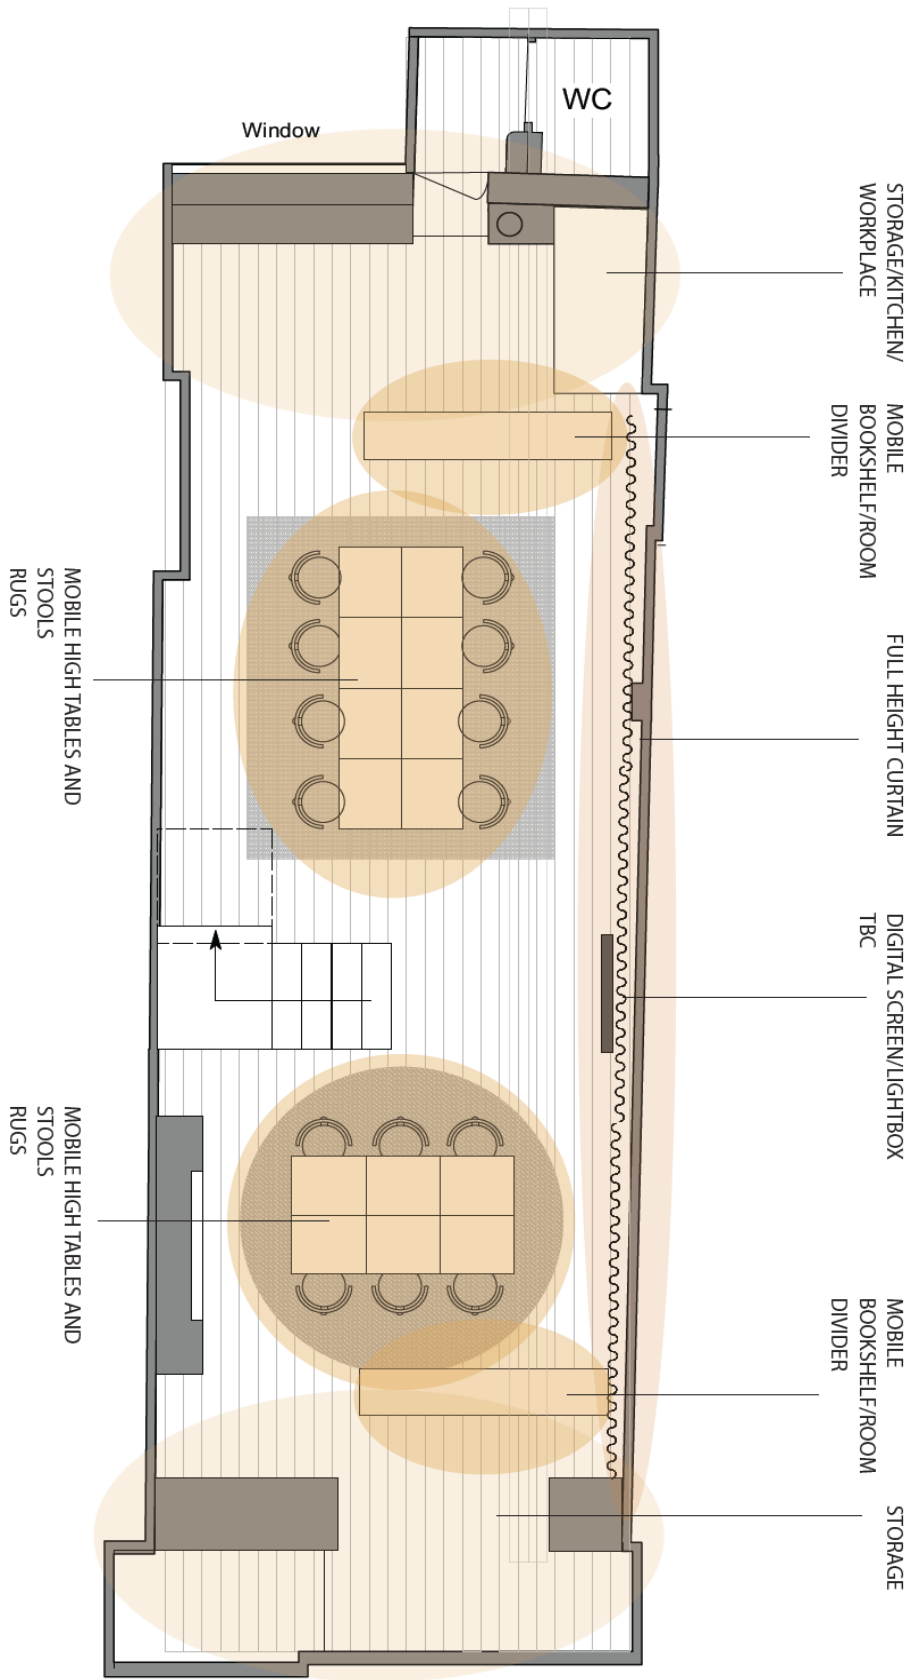 WC
Window
STORAGE/KITCHEN/
WORKPLACE
MOBILE
BOOKSHELF/ROOM
DIVIDER
MOBILE HIGH TABLES AND
STOOLS
RUGS
FULL HEIGHT CURTAIN
DIGITAL SCREEN/LIGHTBOX
TBC
MOBILE HIGH TABLES AND
STOOLS
RUGS
MOBILE
BOOKSHELF/ROOM
DIVIDER
STORAGE